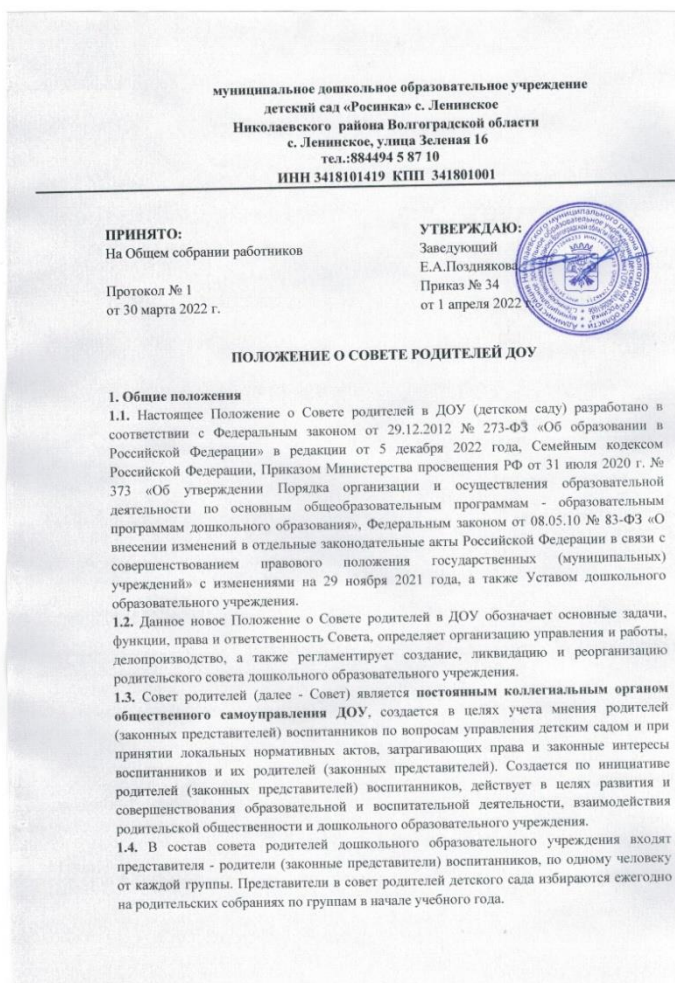 муниципальное дошкольное образовательное учреждение
детский сад «Росинка» с. Ленинское
Николаевского района Волгоградской области
с. Ленинское, улица Зеленая 16
тел.:884494 5 87 10
ИНН 3418101419 КПП 341801001
ПРИНЯТО:
На Общем собрании работников
Протокол № 1
от 30 марта 2022 г.
УТВЕРЖДАЮ:
Заведующий
Е.А.Позднякова
Приказ № 34
от 1 апреля 2022 г
ПОЛОЖЕНИЕ О СОВЕТЕ РОДИТЕЛЕЙ ДОУ
1. Общие положения
1.1. Настоящее Положение о Совете родителей в ДОУ (детском саду) разработано в
соответствии с Федеральным законом от 29.12.2012 № 273-ФЗ «Об образовании в
Российской Федерации» в редакции от 5 декабря 2022 года, Семейным кодексом
Российской Федерации, Приказом Министерства просвещения РФ от 31 июля 2020 г. №
373 «Об утверждении Порядка организации и осуществления образовательной
деятельности по основным общеобразовательным программам - образовательным
программам дошкольного образования», Федеральным законом от 08.05.10 № 83-ФЗ «О
внесении изменений в отдельные законодательные акты Российской Федерации в связи с
совершенствованием правового положения государственных (муниципальных)
учреждений» с изменениями на 29 ноября 2021 года, а также Уставом дошкольного
образовательного учреждения.
1.2. Данное новое Положение о Совете родителей в ДОУ обозначает основные задачи,
функции, права и ответственность Совета, определяет организацию управления и работы,
делопроизводство, а также регламентирует создание, ликвидацию и реорганизацию
родительского совета дошкольного образовательного учреждения.
1.3. Совет родителей (далее - Совет) является постоянным коллегиальным органом
общественного самоуправления ДОУ, создается в целях учета мнения родителей
(законных представителей) воспитанников по вопросам управления детским садом и при
принятии локальных нормативных актов, затрагивающих права и законные интересы
воспитанников и их родителей (законных представителей). Создается по инициативе
родителей (законных представителей) воспитанников, действует в целях развития и
совершенствования образовательной и воспитательной деятельности, взаимодействия
родительской общественности и дошкольного образовательного учреждения.
1.4. В состав совета родителей дошкольного образовательного учреждения входят
представителя - родители (законные представители) воспитанников, по одному человеку
от каждой группы. Представители в совет родителей детского сада избираются ежегодно
на родительских собраниях по группам в начале учебного года.